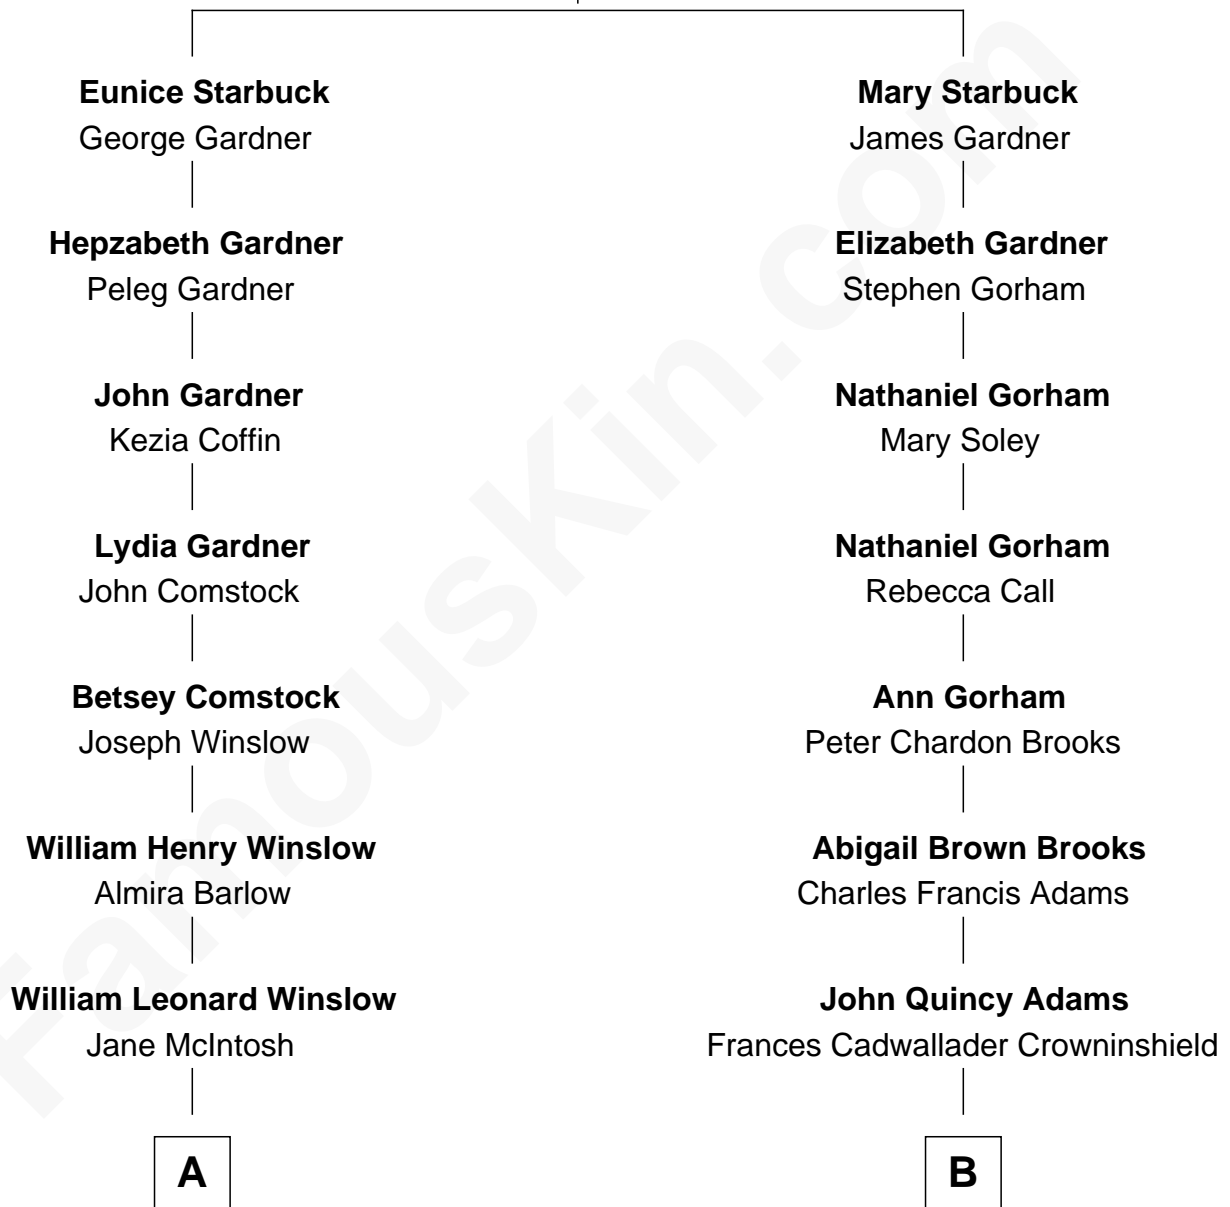 Eunice Starbuck
George Gardner
Mary Starbuck
James Gardner
Hepzabeth Gardner
Peleg Gardner
Elizabeth Gardner
Stephen Gorham
John Gardner
Kezia Coffin
Nathaniel Gorham
Mary Soley
Lydia Gardner
John Comstock
Nathaniel Gorham
Rebecca Call
Betsey Comstock
Joseph Winslow
Ann Gorham
Peter Chardon Brooks
William Henry Winslow
Almira Barlow
Abigail Brown Brooks
Charles Francis Adams
William Leonard Winslow
Jane McIntosh
John Quincy Adams
Frances Cadwallader Crowninshield
A
B
FamousKin.com